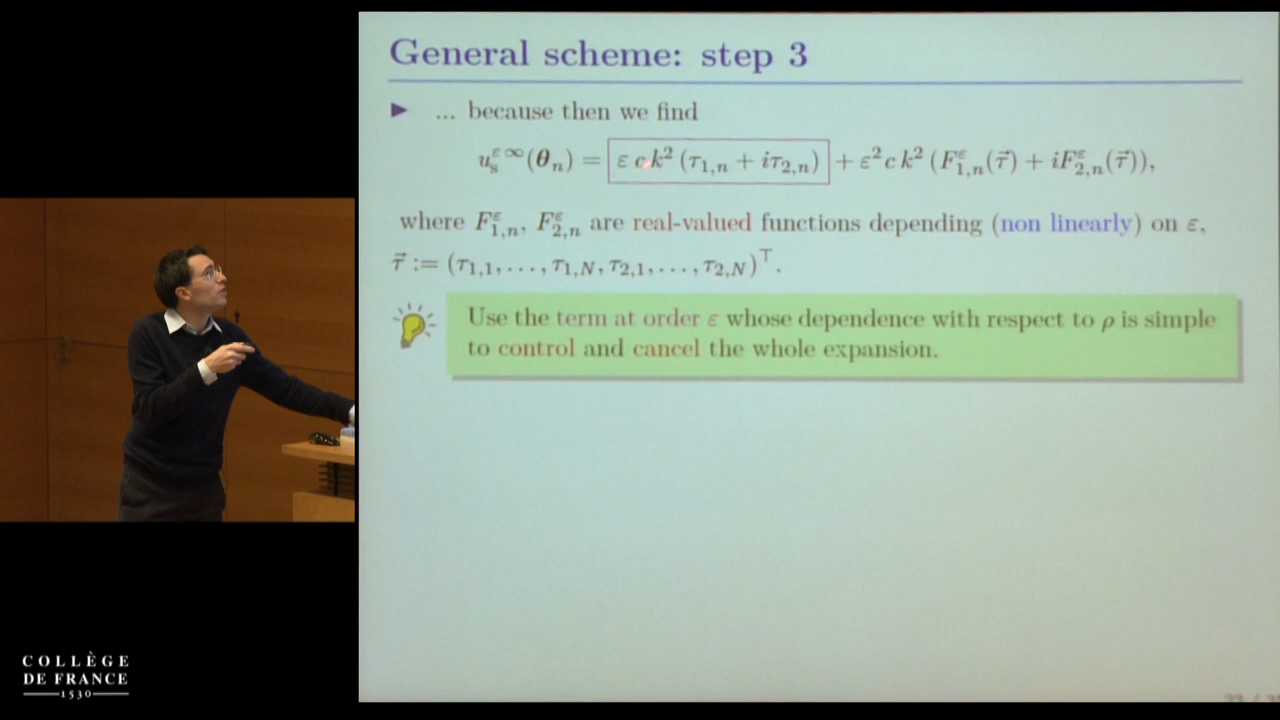 General scheme: step 3
▶ ... because then we find
u_s^{ε ∞}(θ_n) = ε c k² (τ_{1,n} + iτ_{2,n}) + ε² c k² (F^ε_{1,n}(τ⃗) + iF^ε_{2,n}(τ⃗)),
where F^ε_{1,n}, F^ε_{2,n} are real-valued functions depending (non linearly) on ε,
τ⃗ := (τ_{1,1}, . . . , τ_{1,N}, τ_{2,1}, . . . , τ_{2,N})^⊤.
Use the term at order ε whose dependence with respect to ρ is simple
to control and cancel the whole expansion.
COLLÈGE
DE FRANCE
1530